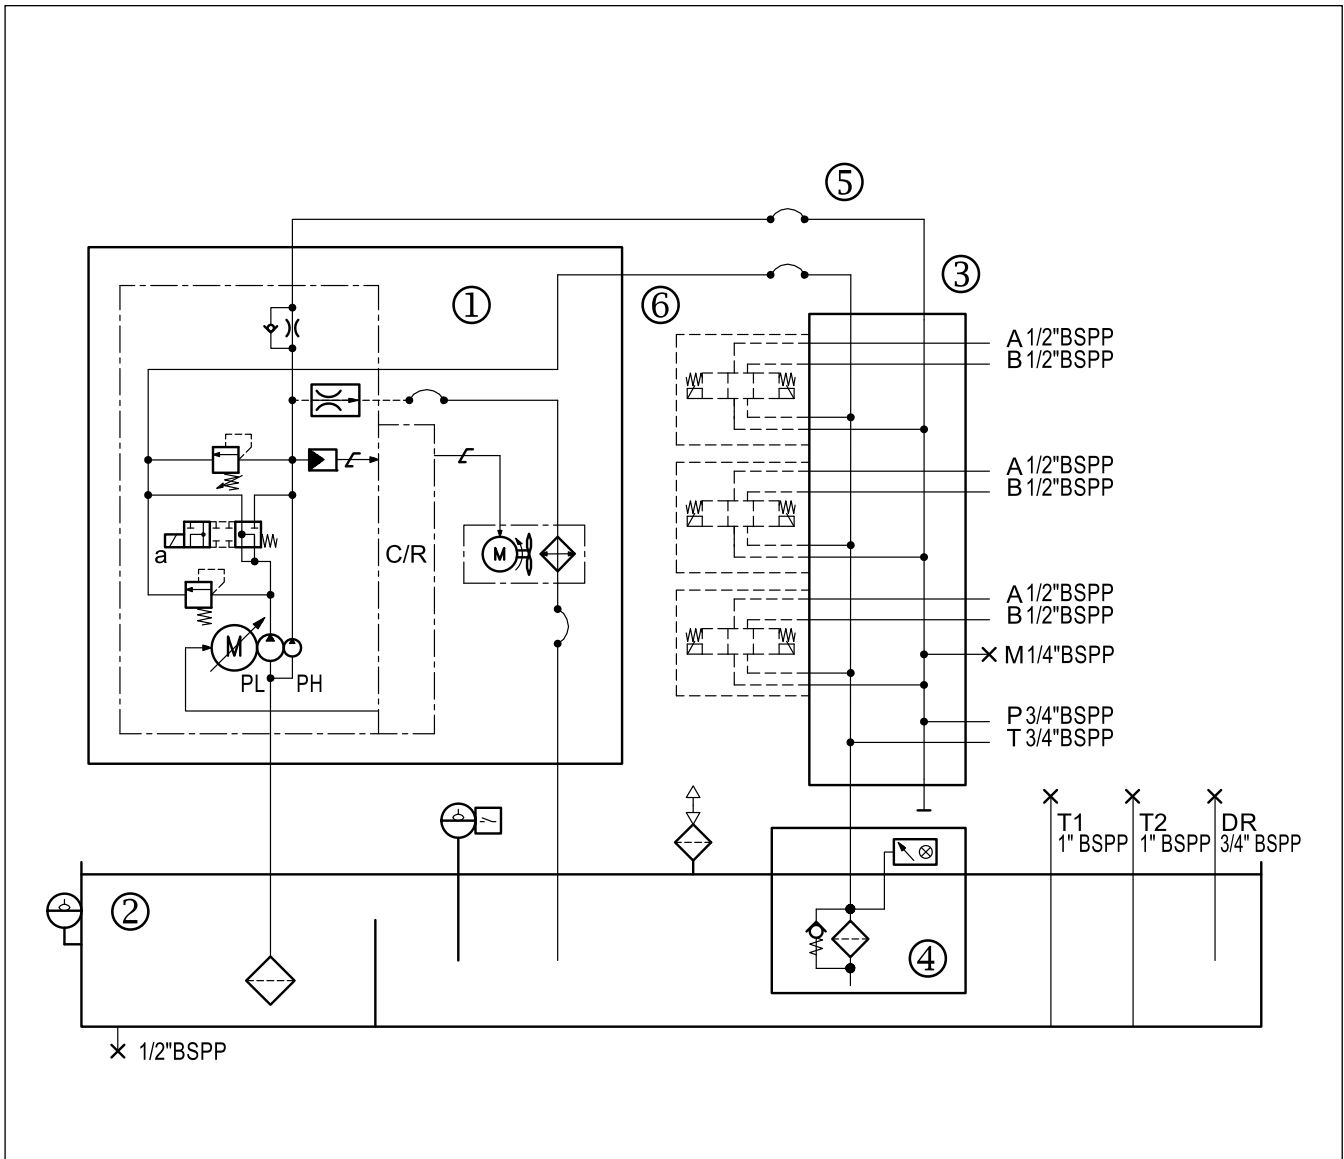 ⑤
③
①
⑥
A 1/2"BSPP
B 1/2"BSPP
A 1/2"BSPP
B 1/2"BSPP
a
C/R
M
A 1/2"BSPP
B 1/2"BSPP
M
M 1/4"BSPP
PL PH
P 3/4"BSPP
T 3/4"BSPP
T1
1" BSPP
T2
1" BSPP
DR
3/4" BSPP
②
④
1/2"BSPP